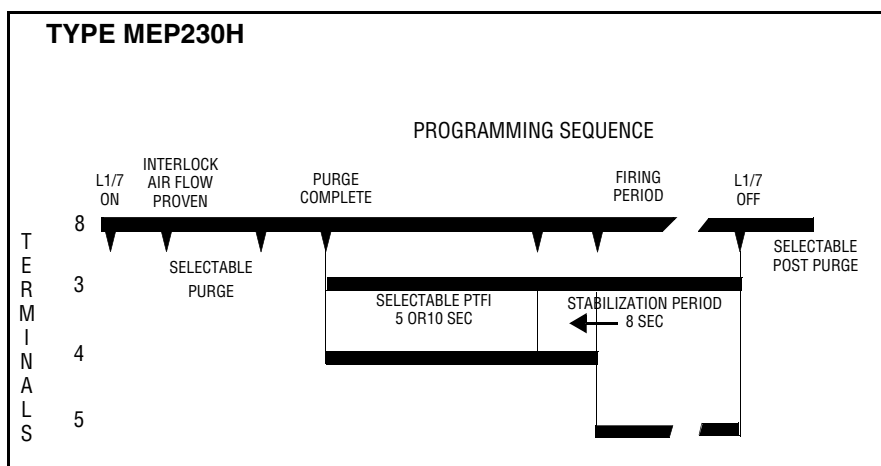 TYPE MEP230H
PROGRAMMING SEQUENCE
L1/7
ON
INTERLOCK
AIR FLOW
PROVEN
PURGE
COMPLETE
FIRING
PERIOD
L1/7
OFF
TERMINALS
8
SELECTABLE
PURGE
SELECTABLE
POST PURGE
3
SELECTABLE PTFI
5 OR10 SEC
STABILIZATION PERIOD
8 SEC
4
5